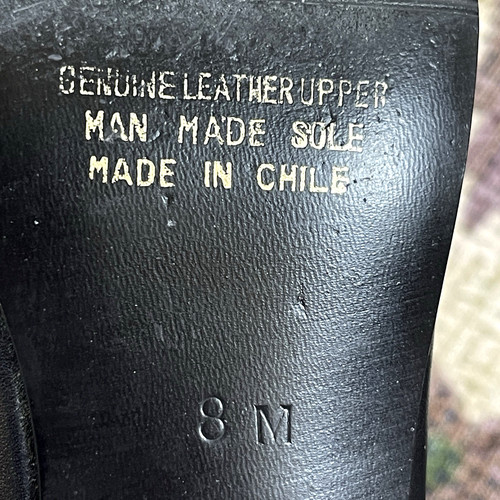 GENUINE LEATHER UPPER
MAN MADE SOLE
MADE IN CHILE
8 M